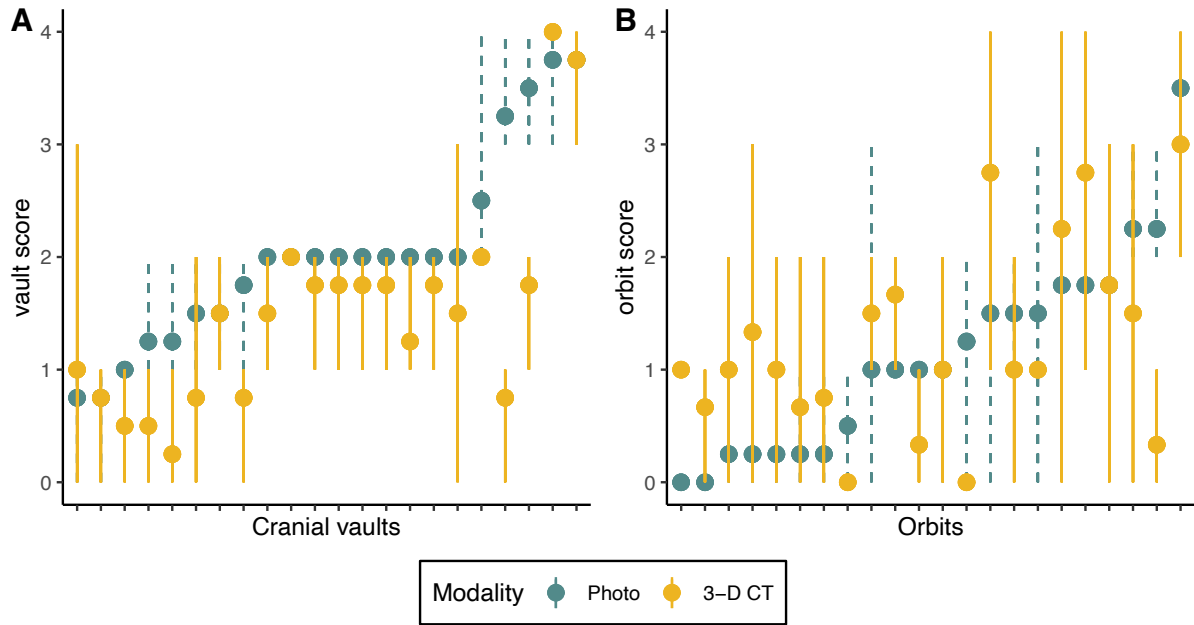 A
vault score
4
3
2
1
0
Cranial vaults
B
orbit score
4
3
2
1
0
Orbits
Modality Photo 3-D CT